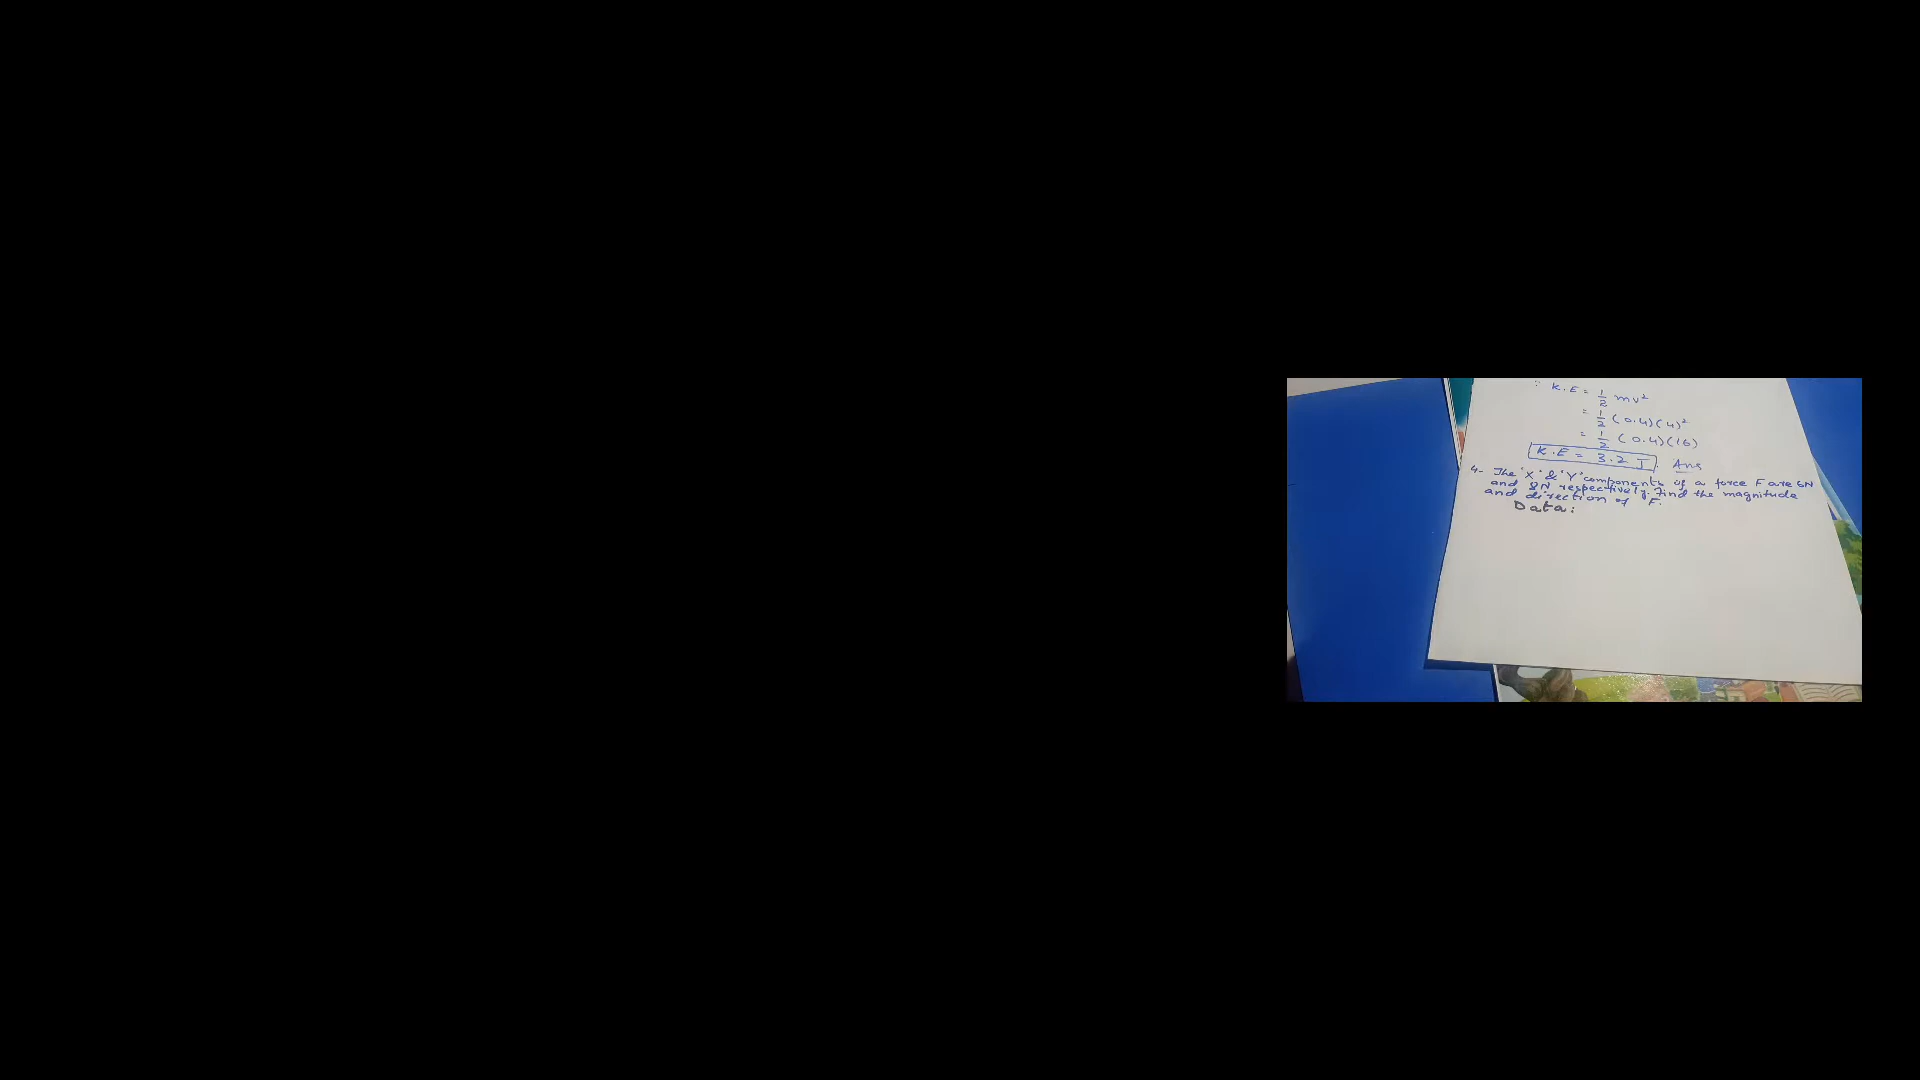 ∵ K.E = 1/2 mv²
= 1/2 (0.4)(4)²
= 1/2 (0.4)(16)
K.E = 3.2 J. Ans
4- The 'X' & 'Y' components of a force F are 6N
and 8N respectively. Find the magnitude
and direction of F.
Data: